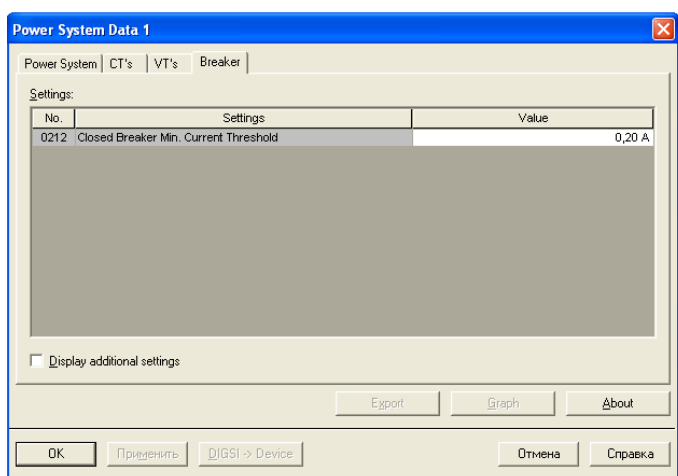 Power System Data 1
Power System CT's VT's Breaker
Settings:
No. Settings Value
0212 Closed Breaker Min. Current Threshold 0,20 A
Display additional settings
Export Graph About
OK Применить DIGSI -> Device Отмена Справка